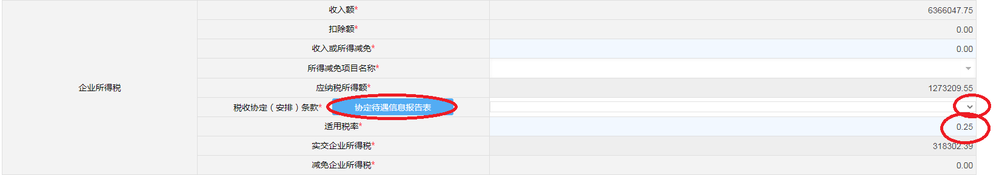 收入额* 6366047.75
扣除额* 0.00
收入或所得减免* 0.00
所得减免项目名称*
企业所得税 应纳税所得额* 1273209.55
税收协定（安排）条款* 协定待遇信息报告表
适用税率* 0.25
实交企业所得税* 318302.39
减免企业所得税* 0.00